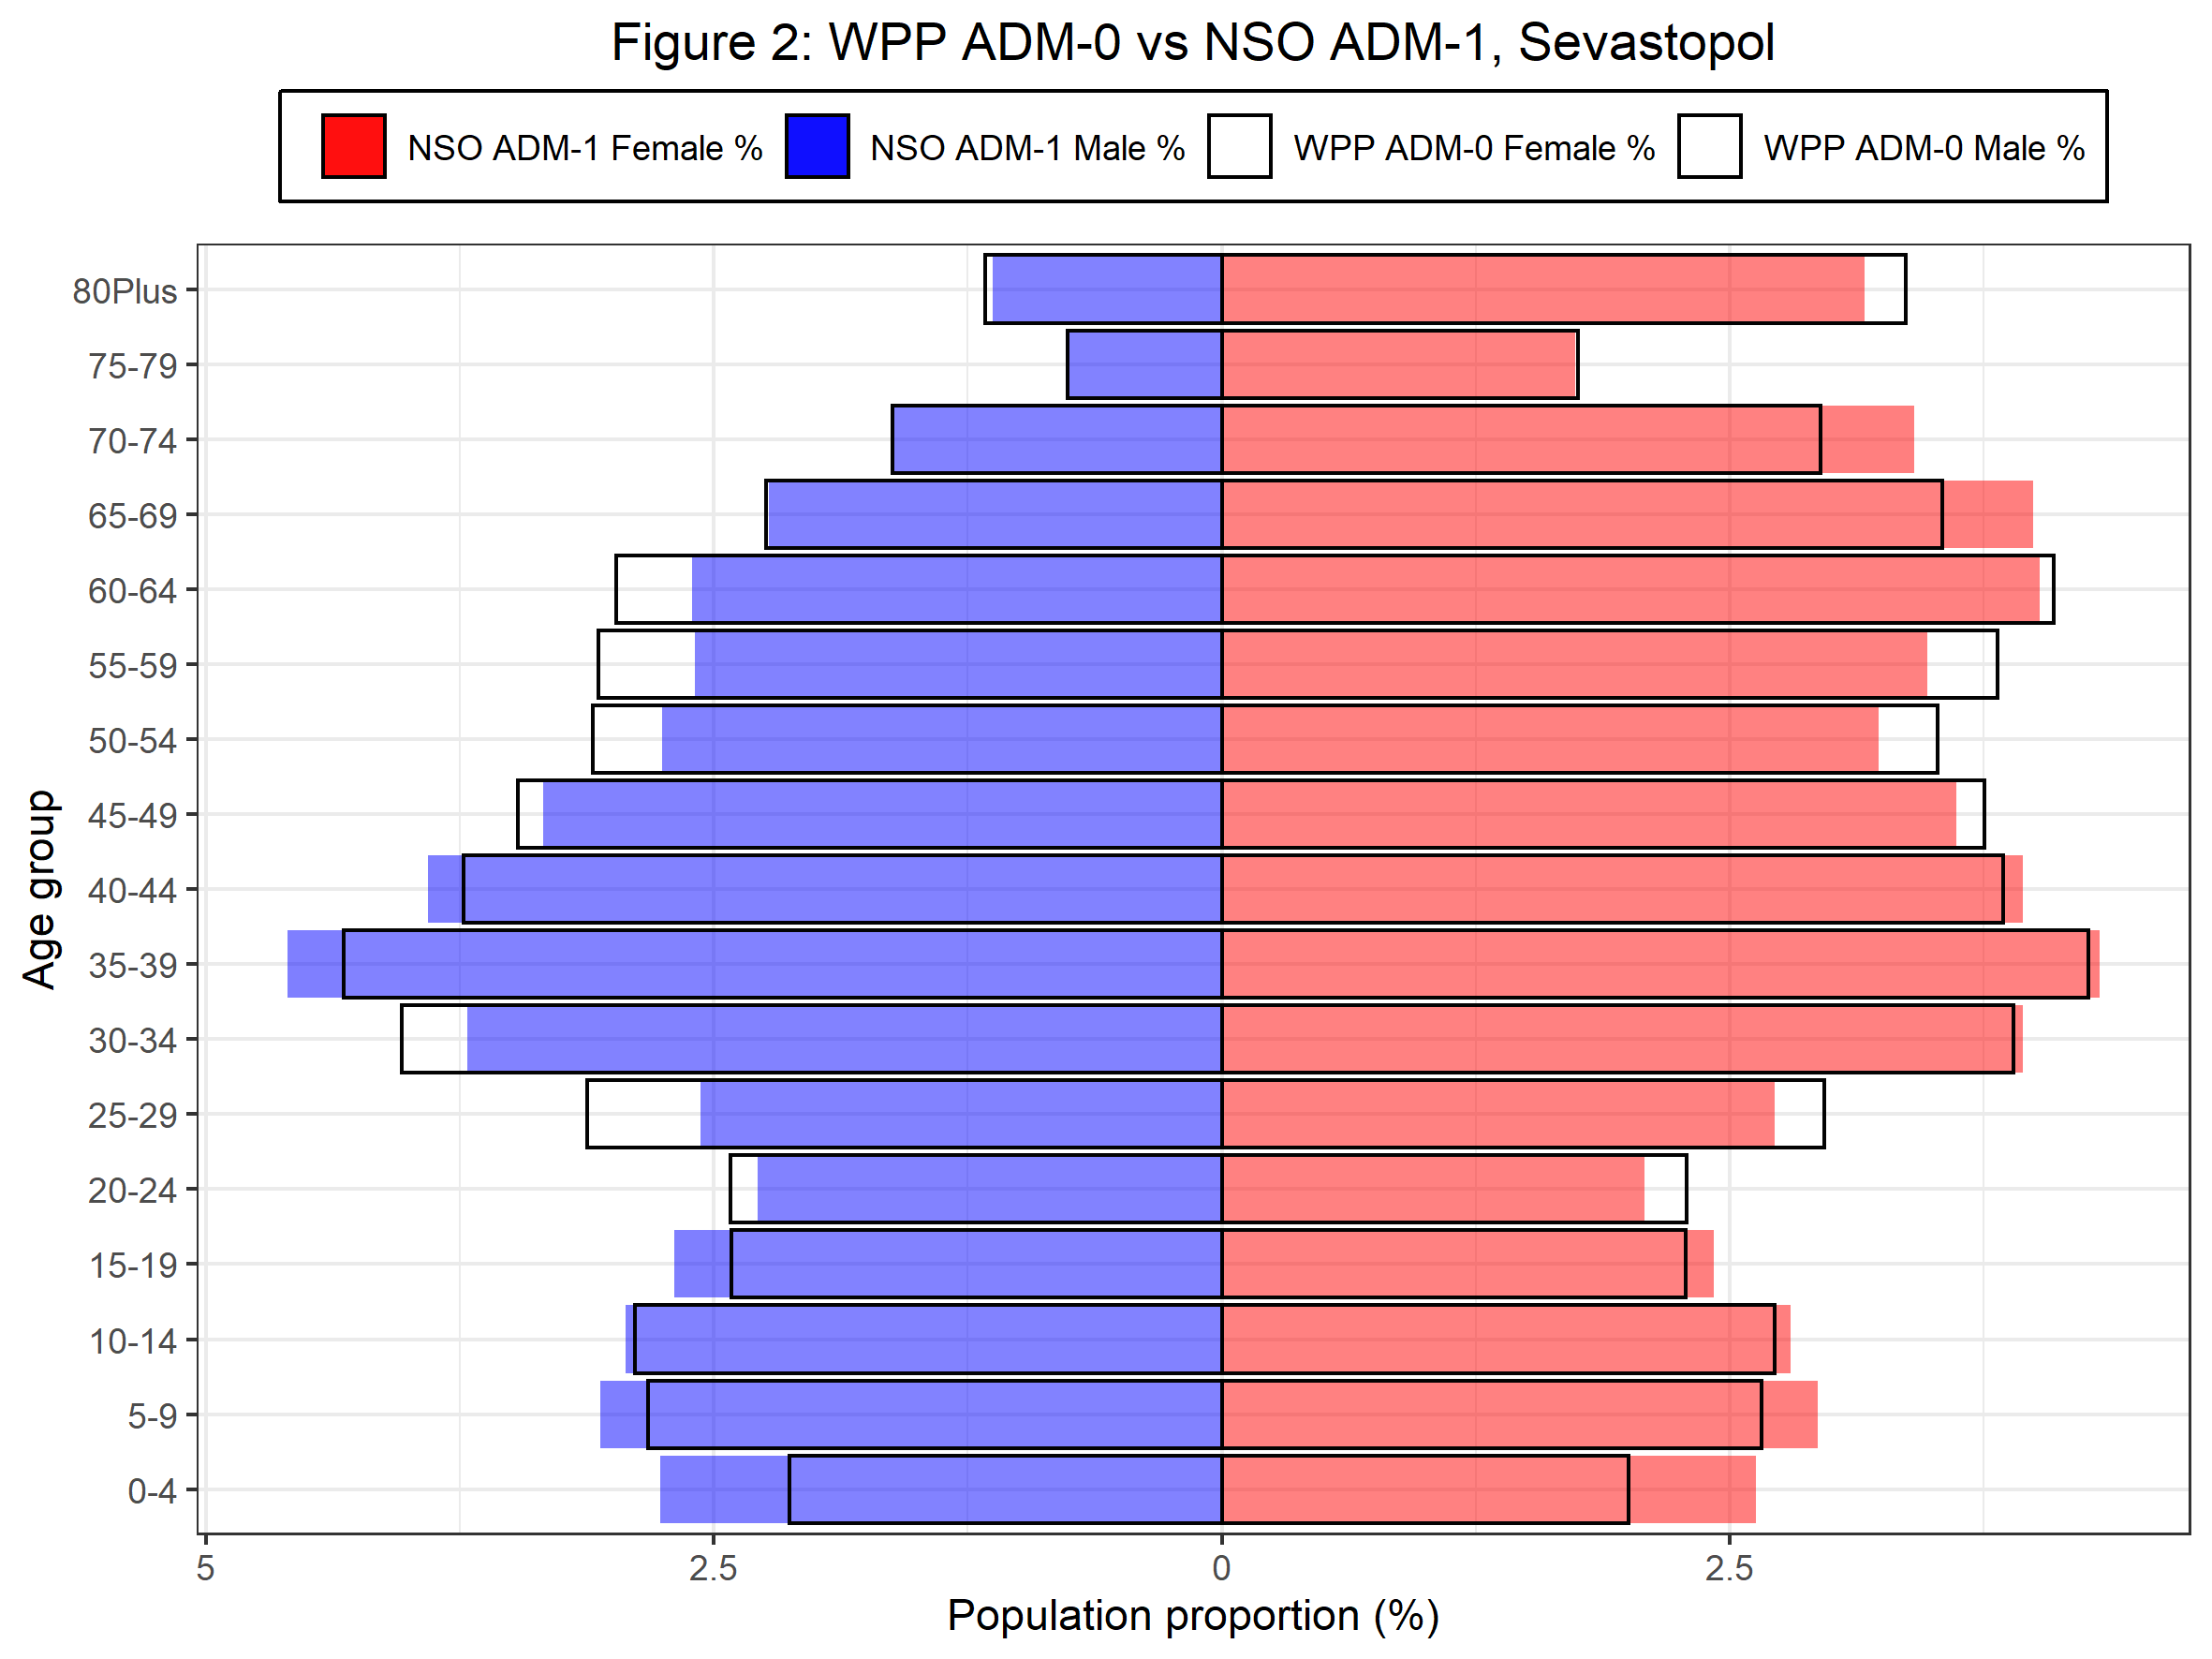 Figure 2: WPP ADM-0 vs NSO ADM-1, Sevastopol
NSO ADM-1 Female %
NSO ADM-1 Male %
WPP ADM-0 Female %
WPP ADM-0 Male %
80Plus
75-79
70-74
65-69
60-64
55-59
50-54
45-49
40-44
35-39
30-34
25-29
20-24
15-19
10-14
5-9
0-4
Age group
5
2.5
0
2.5
Population proportion (%)